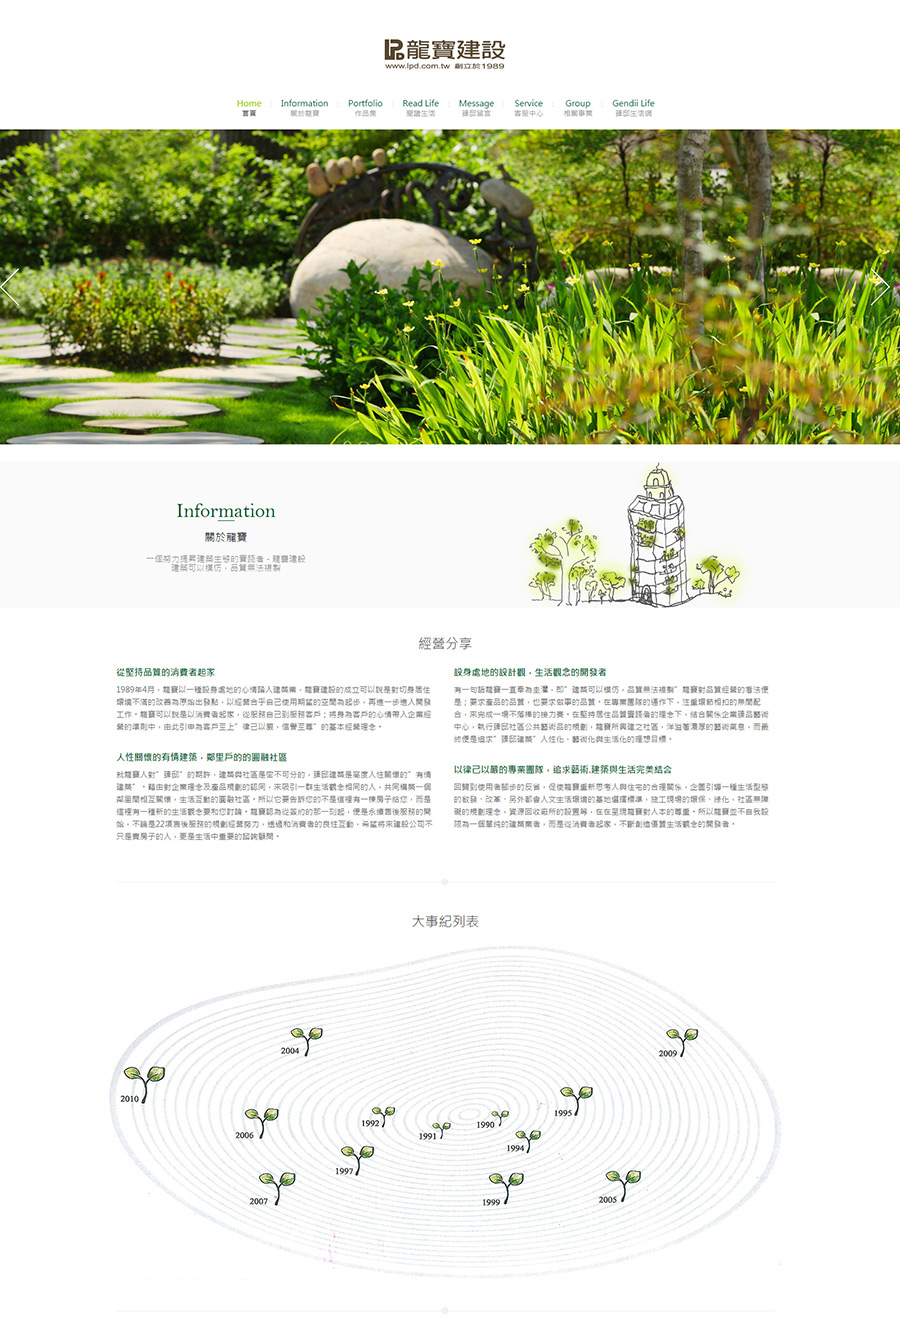 龍寶建設
www.lpd.com.tw 創立於1989
Home
Information
Portfolio
Read Life
Message
Service
Group
Gendii Life
首頁
關於龍寶
作品集
閱讀生活
臻邸留言
客服中心
相關事業
臻邸生活網
Information
關於龍寶
一個努力提昇建築生態的實踐者-龍寶建設
建築可以模仿，品質無法複製
經營分享
從堅持品質的消費者起家
1989年4月，龍寶以一種設身處地的心情踏入建築業，龍寶建設的成立可以說是對切身居住
環境不滿的改善為原始出發點，以經營合乎自己使用期望的空間為起步，再進一步進入開發
工作。龍寶可以說是以消費者起家，從服務自己到服務客戶；將身為客戶的心情帶入企業經
營的準則中，由此引申為客戶至上"律己以嚴，信譽至尊"的基本經營理念。
人性關懷的有情建築，鄰里戶的的圓融社區
就龍寶人對"臻邸"的期許，建築與社區是密不可分的，臻邸建築是高度人性關懷的"有情
建築"。藉由對企業理念及產品規劃的認同，來吸引一群生活觀念相同的人，共同構築一個
鄰里間相互關懷，生活互動的圓融社區。所以它要告訴您的不是這裡有一棟房子給您，而是
這裡有一種新的生活觀念要和您討論。龍寶認為從簽約的那一刻起，便是永續售後服務的開
始，不論是22項售後服務的規劃經營努力，透過和消費者的良性互動，希望將來建設公司不
只是賣房子的人，更是生活中重要的諮詢顧問。
設身處地的設計觀，生活觀念的開發者
有一句話龍寶一直奉為圭臬，即"建築可以模仿，品質無法複製"龍寶對品質經營的看法便
是；要求產品的品質，也要求做事的品質。在專業團隊的運作下，注重環節相扣的無間配
合，來完成一場不落棒的接力賽。在堅持居住品質實踐者的理念下，結合關係企業臻品藝術
中心，執行臻邸社區公共藝術品的規劃，龍寶所興建之社區，洋溢著濃厚的藝術氣息，而最
終便是追求"臻邸建築"人性化，藝術化與生活化的理想目標。
以律己以嚴的專業團隊，追求藝術.建築與生活完美結合
回歸到使用者腳步的反省，促使龍寶重新思考人與住宅的合理關係，企圖引導一種生活型態
的啟發、改革。另外都會人文生活環境的基地選擇標準，施工現場的環保、綠化，社區無障
礙的規劃理念，資源回收廠所的設置等，在在呈現龍寶對人本的尊重。所以龍寶並不自我設
限為一個單純的建築業者，而是從消費者起家，不斷創造優質生活觀念的開發者。
大事紀列表
2004
2009
2010
1995
1992
1990
2006
1991
1994
1997
2007
1999
2005